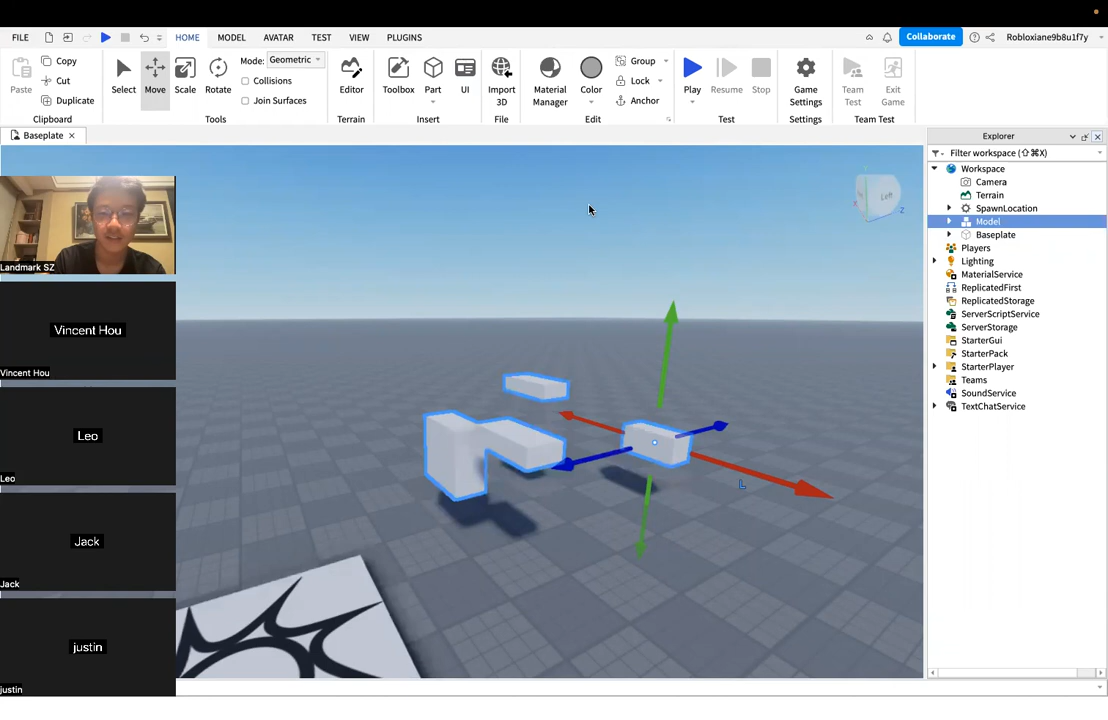 FILE
HOME
MODEL
AVATAR
TEST
VIEW
PLUGINS
Collaborate
Robloxiane9b8u1f7y
Paste
Copy
Cut
Duplicate
Clipboard
Select
Move
Scale
Rotate
Mode: Geometric
Collisions
Join Surfaces
Tools
Editor
Terrain
Toolbox
Part
UI
Insert
Import
3D
File
Material
Manager
Color
Group
Lock
Anchor
Edit
Play
Resume
Stop
Test
Game
Settings
Settings
Team
Test
Exit
Game
Team Test
Baseplate
Landmark SZ
Vincent Hou
Vincent Hou
Leo
Leo
Jack
Jack
justin
justin
Left
Z
L
Explorer
Filter workspace (⇧⌘X)
Workspace
Camera
Terrain
SpawnLocation
Model
Baseplate
Players
Lighting
MaterialService
ReplicatedFirst
ReplicatedStorage
ServerScriptService
ServerStorage
StarterGui
StarterPack
StarterPlayer
Teams
SoundService
TextChatService